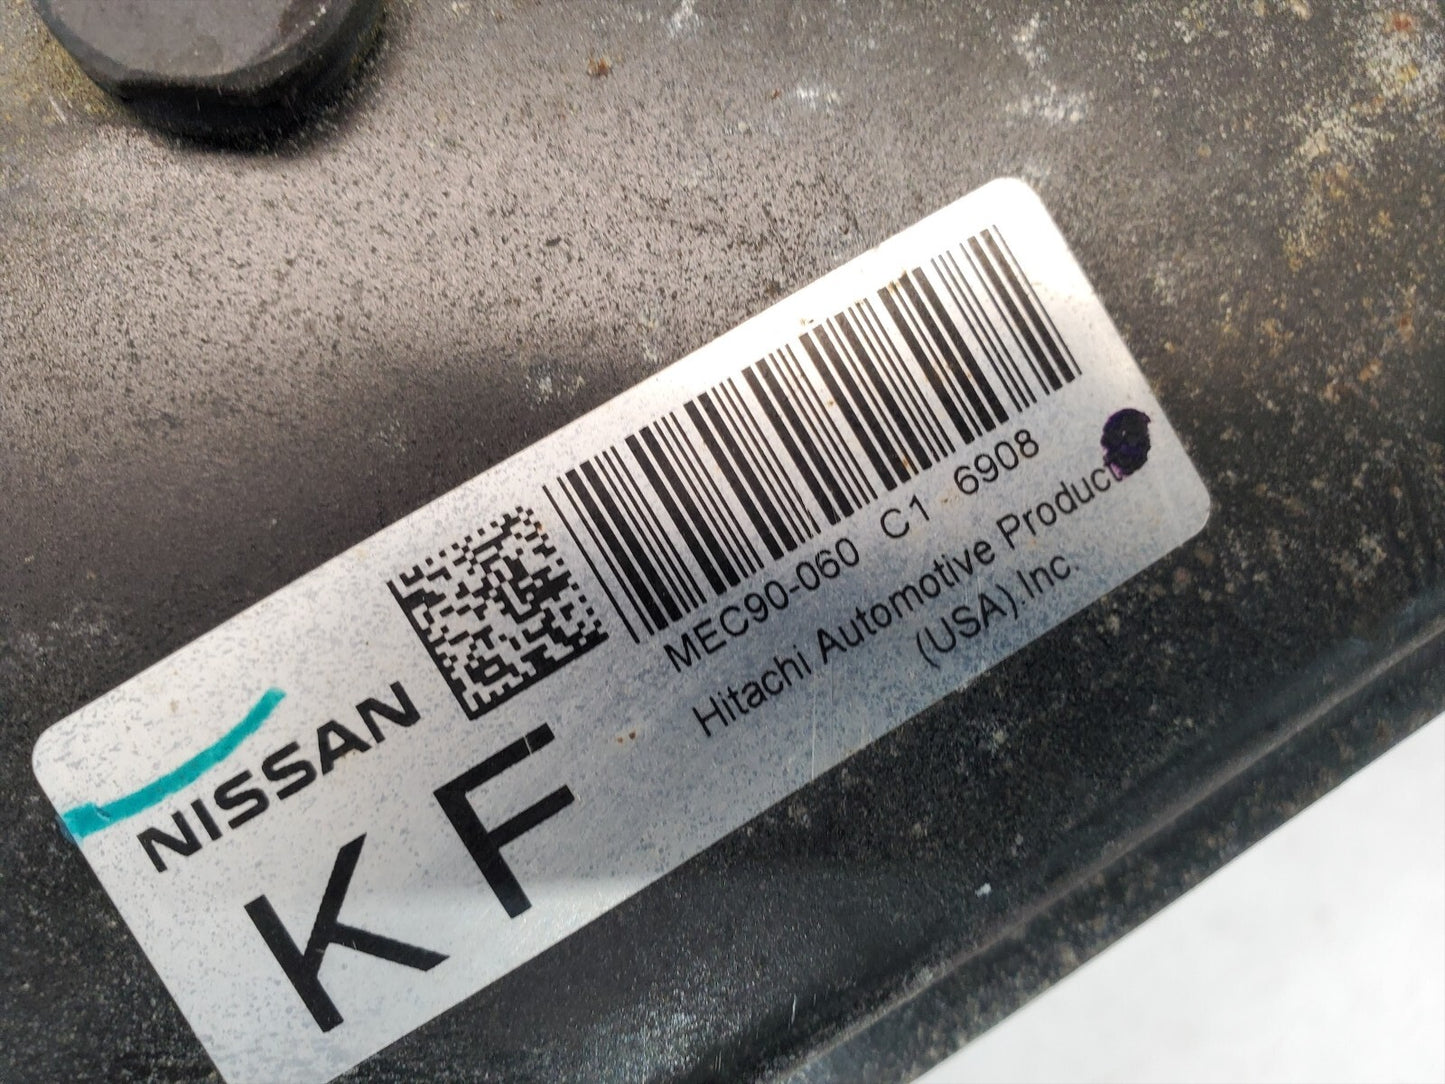 MEC90-060 C1 6908
Hitachi Automotive Products
(USA).Inc.
NISSAN
KF